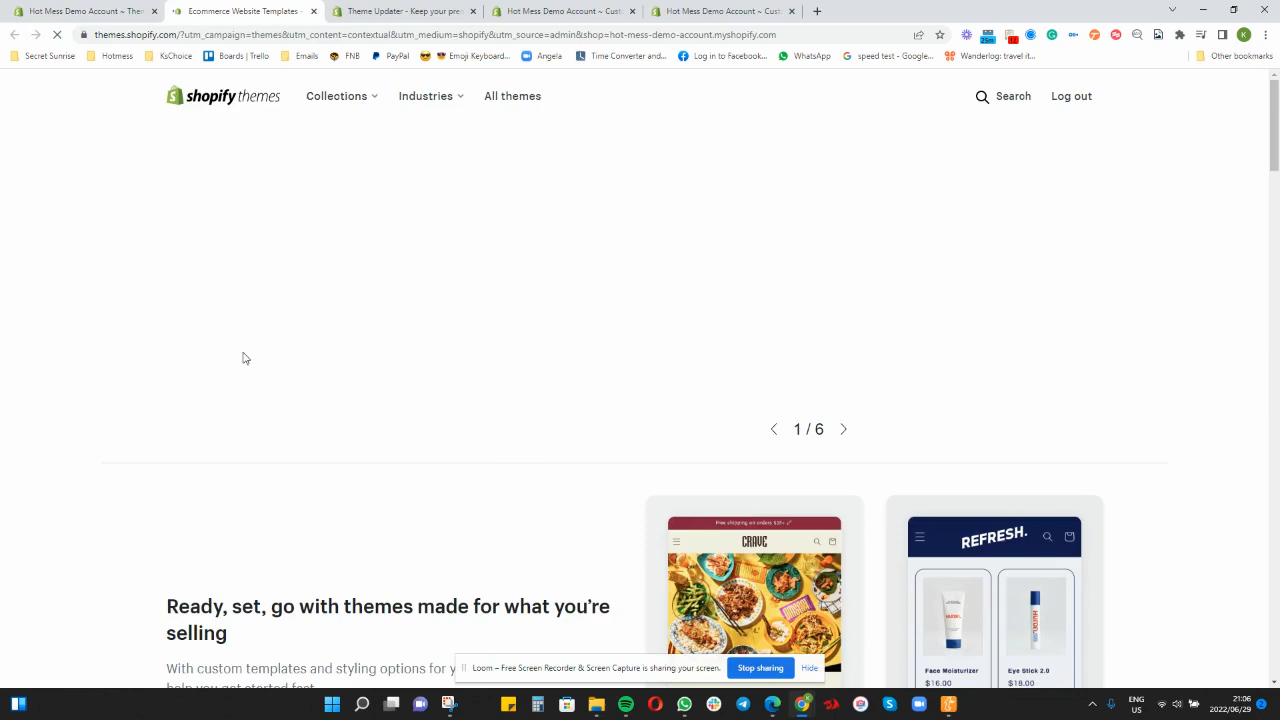 Hot Mess Demo Account ~ The
Ecommerce Website Templates -
Theme Updater - Keep your pre
Hot Mess Demo Account ~ Cus
Hot Mess Demo Account ~ Cus
themes.shopify.com/?utm_campaign=themes&utm_content=contextual&utm_medium=shopify&utm_source=admin&shop=hot-mess-demo-account.myshopify.com
25m
Secret Sunrise
Hotmess
KsChoice
Boards | Trello
Emaxy
FNB
PayPal
Emoji Keyboard...
Angela
Time Converter and...
Log in to Facebook...
WhatsApp
speed test - Google...
Wanderlog: travel it...
Other bookmarks
shopify themes
Collections
Industries
All themes
Search
Log out
1 / 6
Free shipping on orders $35+
CRAVE
REFRESH.
Ready, set, go with themes made for what you're
selling
With custom templates and styling options for y
help you get started fast
Face Moisturizer
$16.00
Eye Stick 2.0
$18.00
Loom – Free Screen Recorder & Screen Capture is sharing your screen.
Stop sharing
Hide
ENG
US
21:06
2022/06/29
2